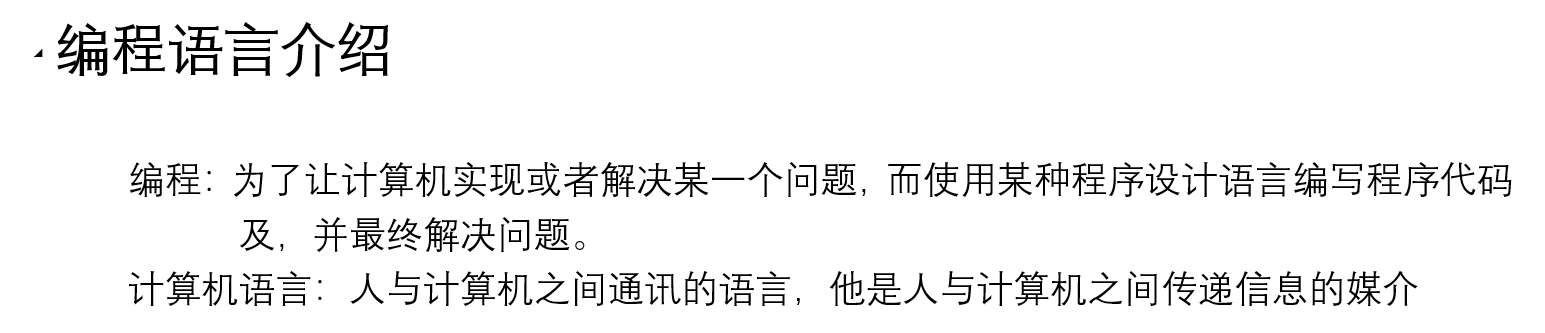 编程语言介绍
编程：为了让计算机实现或者解决某一个问题，而使用某种程序设计语言编写程序代码
及，并最终解决问题。
计算机语言：人与计算机之间通讯的语言，他是人与计算机之间传递信息的媒介